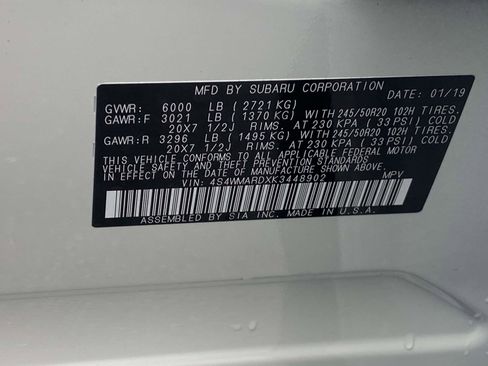 MFD BY SUBARU CORPORATION
DATE: 01/19
GVWR: 6000 LB (2721 KG)
GAWR:F 3021 LB (1370 KG) WITH 245/50R20 102H TIRES.
20X7 1/2J RIMS. AT 230 KPA (33 PSI) COLD
GAWR:R 3296 LB (1495 KG) WITH 245/50R20 102H TIRES.
20X7 1/2J RIMS. AT 230 KPA (33 PSI) COLD
THIS VEHICLE CONFORMS TO ALL APPLICABLE FEDERAL MOTOR
VEHICLE SAFETY AND THEFT PREVENTION STANDARDS
IN EFFECT ON THE DATE OF MANUFACTURE SHOWN ABOVE.
VIN: 4S4WMARDXK3448902 MPV
ASSEMBLED BY SIA INC. MADE IN U.S.A.